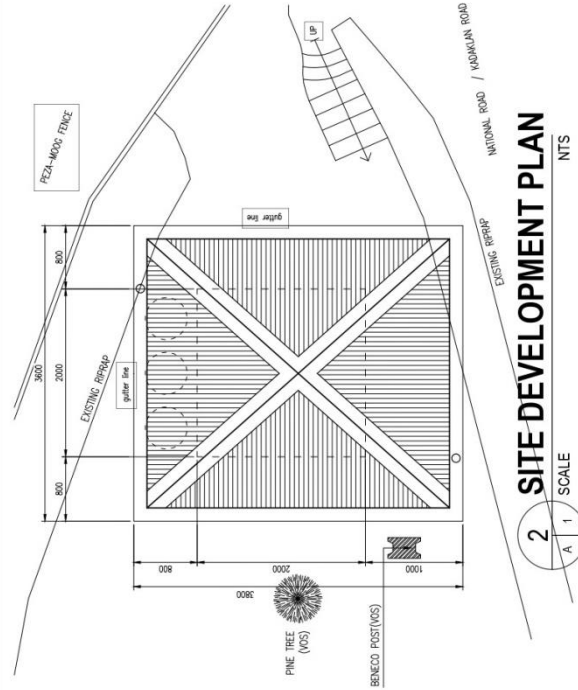 PEZA-MOOG FENCE
UP
NATIONAL ROAD / KADAKLAN ROAD
3600
800
2000
800
EXISTING RIPRAP
gutter line
gutter line
EXISTING RIPRAP
800
2000
1000
3800
PINE TREE
(VOS)
BENECO POST(VOS)
2
A 1
SITE DEVELOPMENT PLAN
SCALE NTS